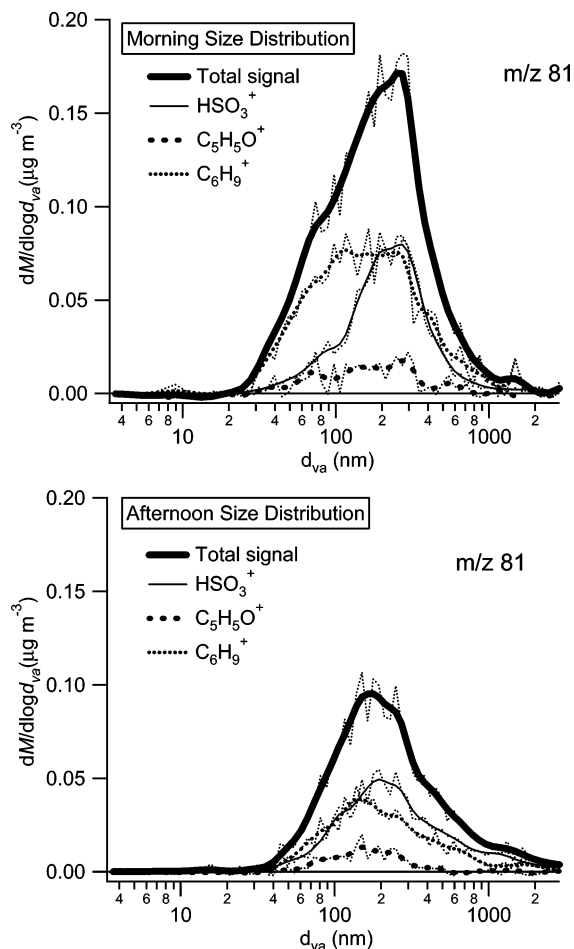 0.20
0.15
0.10
0.05
0.00
dM/dlogdva(µg m⁻³)
Morning Size Distribution
Total signal
HSO₃⁺
C₅H₅O⁺
C₆H₉⁺
m/z 81
4 6 8 2 4 6 8 2 4 6 8 2
10 100 1000
dva (nm)
0.20
0.15
0.10
0.05
0.00
dM/dlogdva(µg m⁻³)
Afternoon Size Distribution
Total signal
HSO₃⁺
C₅H₅O⁺
C₆H₉⁺
m/z 81
4 6 8 2 4 6 8 2 4 6 8 2
10 100 1000
dva (nm)